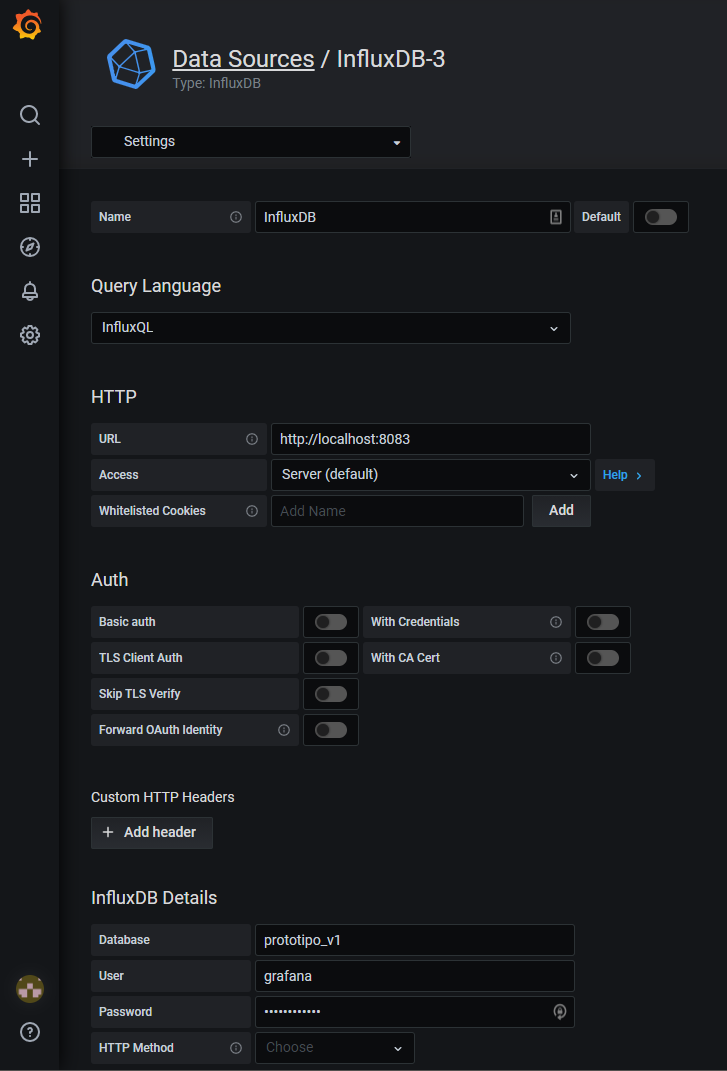 Data Sources / InfluxDB-3
Type: InfluxDB
Settings
Name InfluxDB Default
Query Language
InfluxQL
HTTP
URL http://localhost:8083
Access Server (default) Help
Whitelisted Cookies Add Name Add
Auth
Basic auth With Credentials
TLS Client Auth With CA Cert
Skip TLS Verify
Forward OAuth Identity
Custom HTTP Headers
+ Add header
InfluxDB Details
Database prototipo_v1
User grafana
Password ••••••••••••
HTTP Method Choose